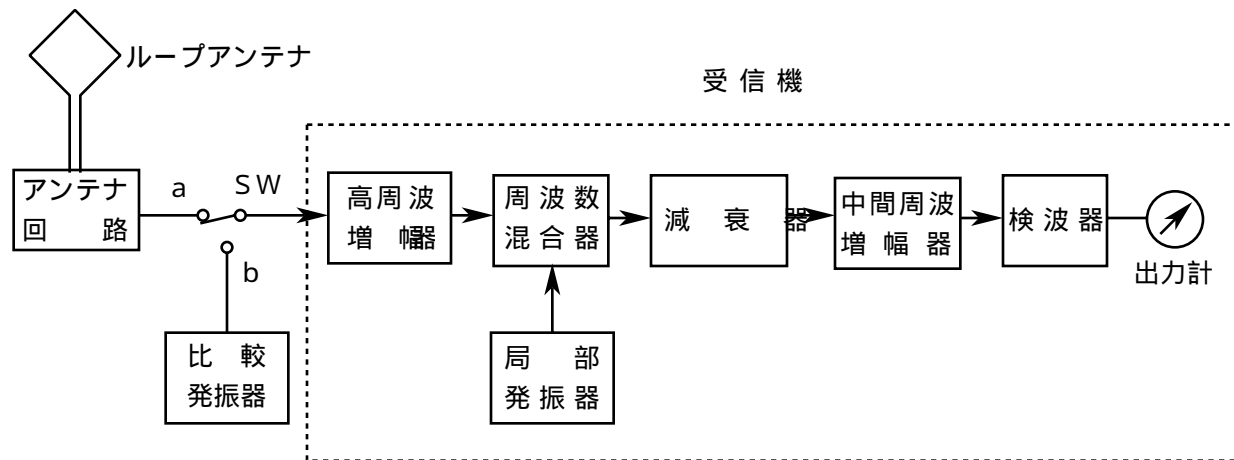 ループアンテナ
受信機
アンテナ
回路
a
SW
b
比較
発振器
高周波
増幅器
周波数
混合器
局部
発振器
減衰器
中間周波
増幅器
検波器
出力計